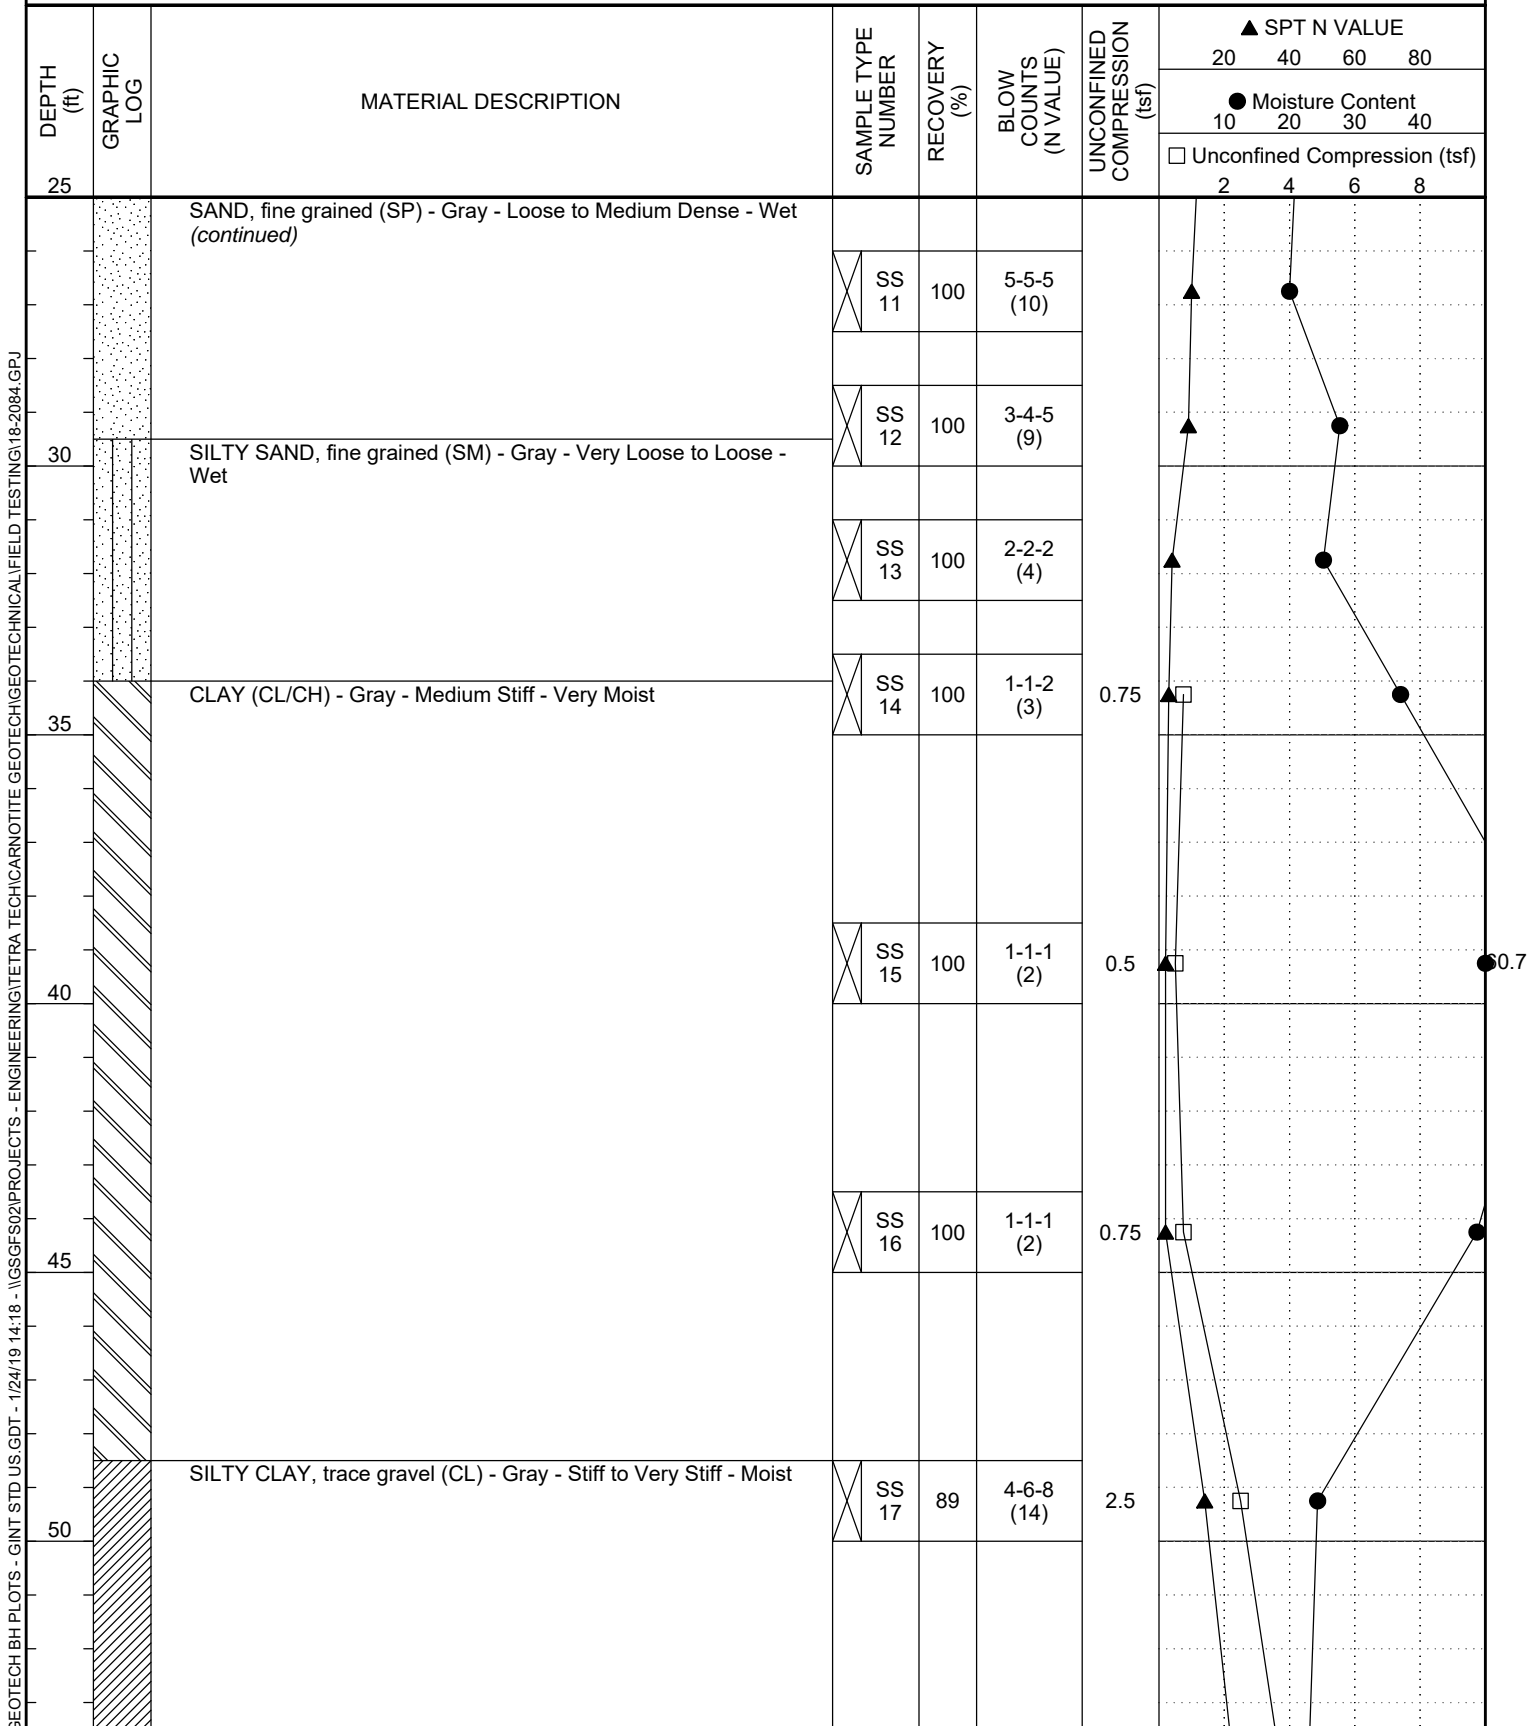 DEPTH
(ft)
GRAPHIC
LOG
MATERIAL DESCRIPTION
SAMPLE TYPE
NUMBER
RECOVERY
(%)
BLOW
COUNTS
(N VALUE)
UNCONFINED
COMPRESSION
(tsf)
▲ SPT N VALUE
20 40 60 80
● Moisture Content
10 20 30 40
□ Unconfined Compression (tsf)
2 4 6 8
25
SAND, fine grained (SP) - Gray - Loose to Medium Dense - Wet
(continued)
SS
11
100
5-5-5
(10)
SS
12
100
3-4-5
(9)
30
SILTY SAND, fine grained (SM) - Gray - Very Loose to Loose -
Wet
SS
13
100
2-2-2
(4)
SS
14
100
1-1-2
(3)
0.75
CLAY (CL/CH) - Gray - Medium Stiff - Very Moist
35
SS
15
100
1-1-1
(2)
0.5
40
SS
16
100
1-1-1
(2)
0.75
45
SILTY CLAY, trace gravel (CL) - Gray - Stiff to Very Stiff - Moist
SS
17
89
4-6-8
(14)
2.5
50
GEOTECH BH PLOTS - GINT STD US.GDT - 1/24/19 14:18 - \\GSGFS02\PROJECTS - ENGINEERING\TETRA TECH\CARNOTITE GEOTECH\GEOTECHNICAL\FIELD TESTING\18-2084.GPJ